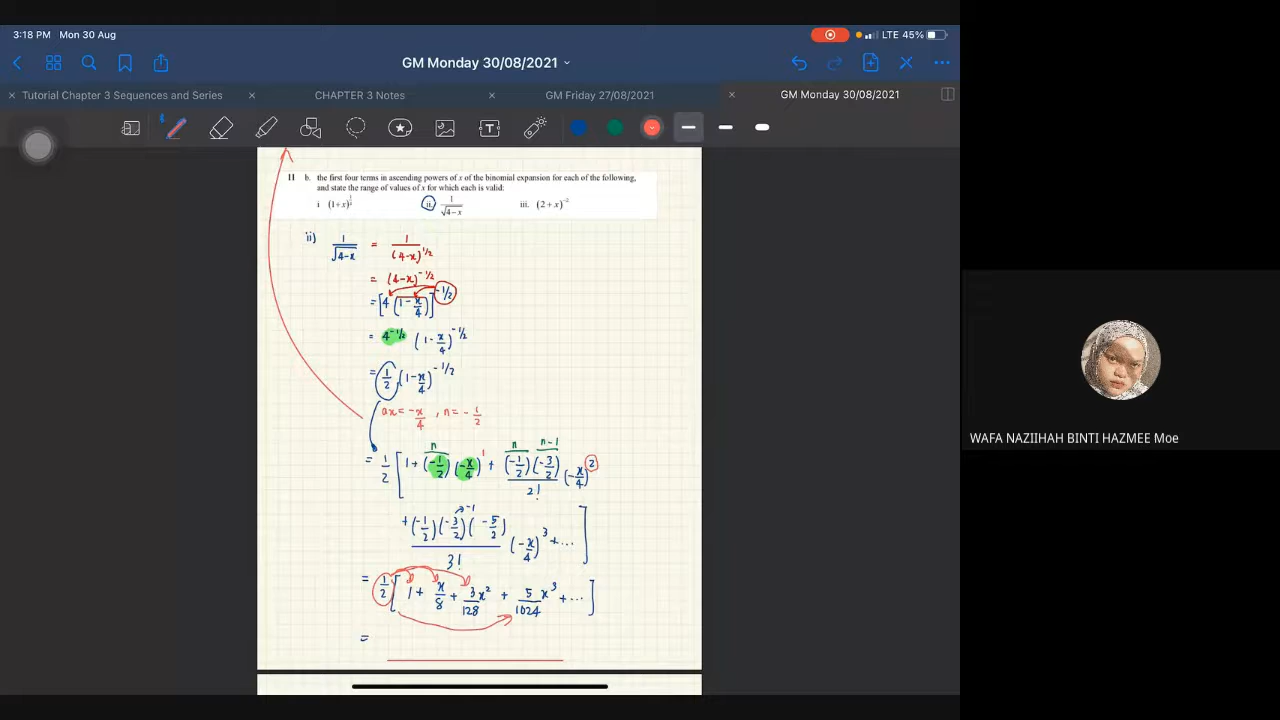 3:18 PM Mon 30 Aug
LTE 45%
GM Monday 30/08/2021
Tutorial Chapter 3 Sequences and Series
CHAPTER 3 Notes
GM Friday 27/08/2021
GM Monday 30/08/2021
11 b. the first four terms in ascending powers of x of the binomial expansion for each of the following,
and state the range of values of x for which each is valid:
i (1+x)^{1/2} ii. 1/√(4-x) iii. (2+x)^{-2}
ii) 1/√(4-x) = 1/(4-x)^{1/2}
= (4-x)^{-1/2}
= [4(1-x/4)]^{-1/2}
= 4^{-1/2} (1-x/4)^{-1/2}
= 1/2 (1-x/4)^{-1/2}
ax = -x/4, n = -1/2
n n n-1
= 1/2 [1 + (-1/2)(-x/4)^1 + (-1/2)(-3/2)/2! (-x/4)^2
-1
+ (-1/2)(-3/2)(-5/2)/3! (-x/4)^3 + ...]
= 1/2 [1 + x/8 + 3x²/128 + 5/1024 x³ + ...]
=
WAFA NAZIIHAH BINTI HAZMEE Moe